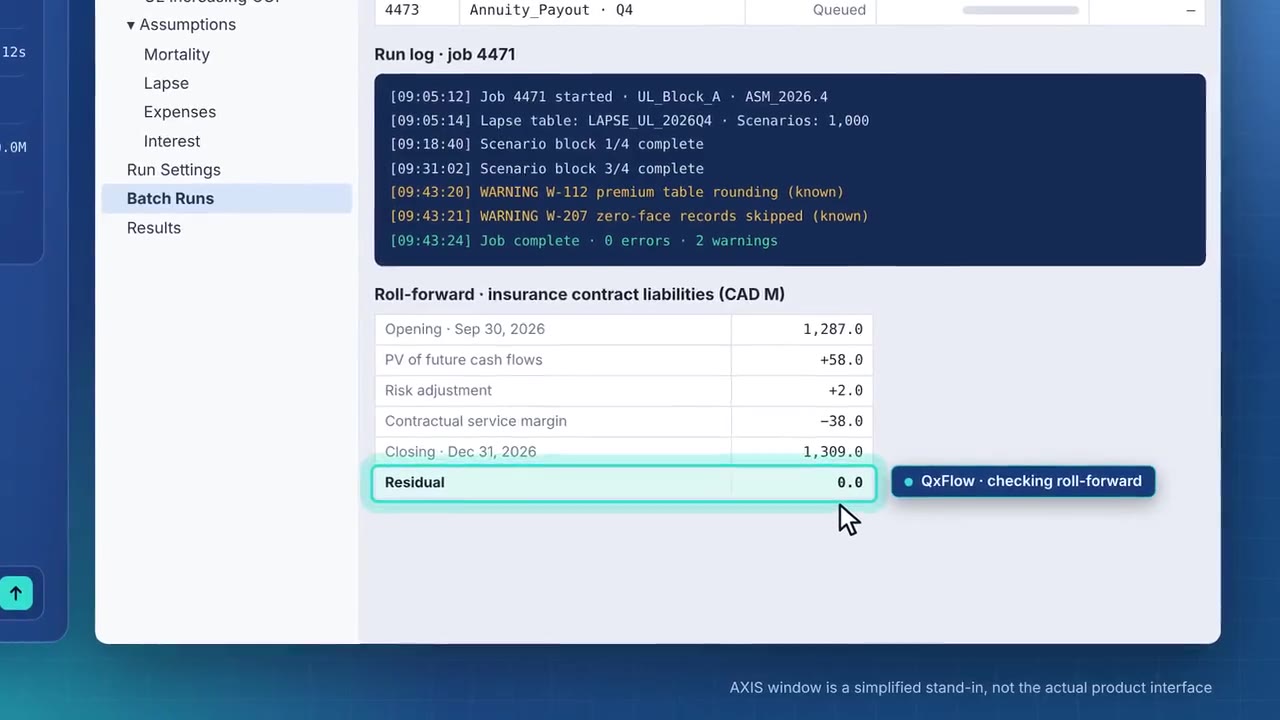 12s
0.0M
▾ Assumptions
Mortality
Lapse
Expenses
Interest
Run Settings
Batch Runs
Results
4473 Annuity_Payout · Q4 Queued –
Run log · job 4471
[09:05:12] Job 4471 started · UL_Block_A · ASM_2026.4
[09:05:14] Lapse table: LAPSE_UL_2026Q4 · Scenarios: 1,000
[09:18:40] Scenario block 1/4 complete
[09:31:02] Scenario block 3/4 complete
[09:43:20] WARNING W-112 premium table rounding (known)
[09:43:21] WARNING W-207 zero-face records skipped (known)
[09:43:24] Job complete · 0 errors · 2 warnings
Roll-forward · insurance contract liabilities (CAD M)
Opening · Sep 30, 2026 1,287.0
PV of future cash flows +58.0
Risk adjustment +2.0
Contractual service margin −38.0
Closing · Dec 31, 2026 1,309.0
Residual 0.0
QxFlow · checking roll-forward
AXIS window is a simplified stand-in, not the actual product interface